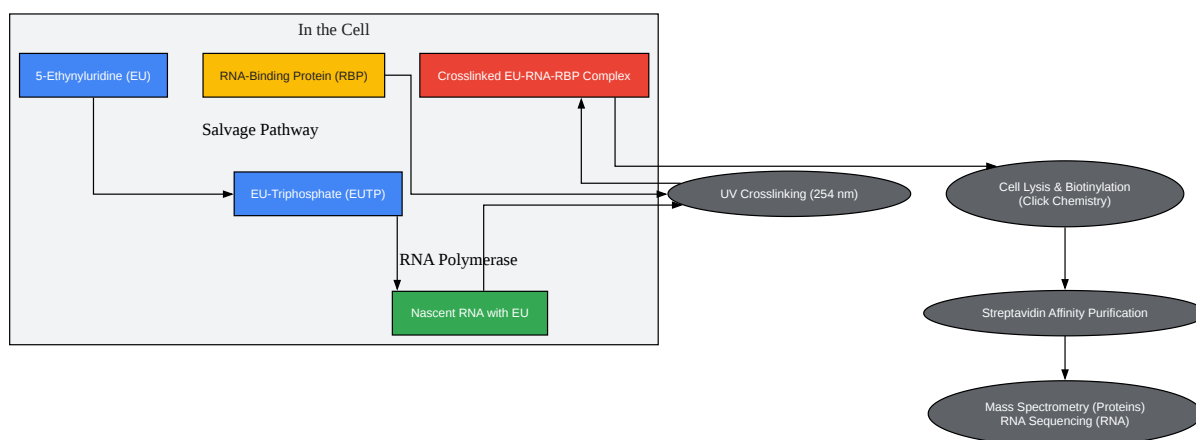 In the Cell
5-Ethynyluridine (EU)
RNA-Binding Protein (RBP)
Crosslinked EU-RNA-RBP Complex
Salvage Pathway
EU-Triphosphate (EUTP)
UV Crosslinking (254 nm)
Cell Lysis & Biotinylation
(Click Chemistry)
RNA Polymerase
Nascent RNA with EU
Streptavidin Affinity Purification
Mass Spectrometry (Proteins)
RNA Sequencing (RNA)